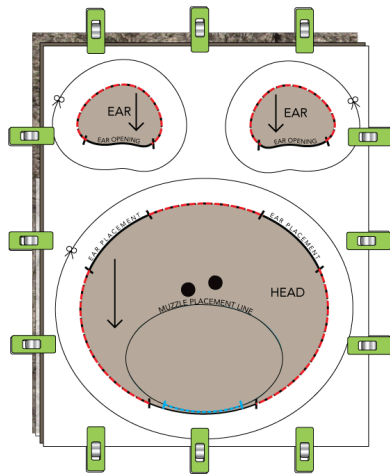 EAR
EAR OPENING
EAR
EAR OPENING
EAR PLACEMENT
EAR PLACEMENT
HEAD
MUZZLE PLACEMENT LINE